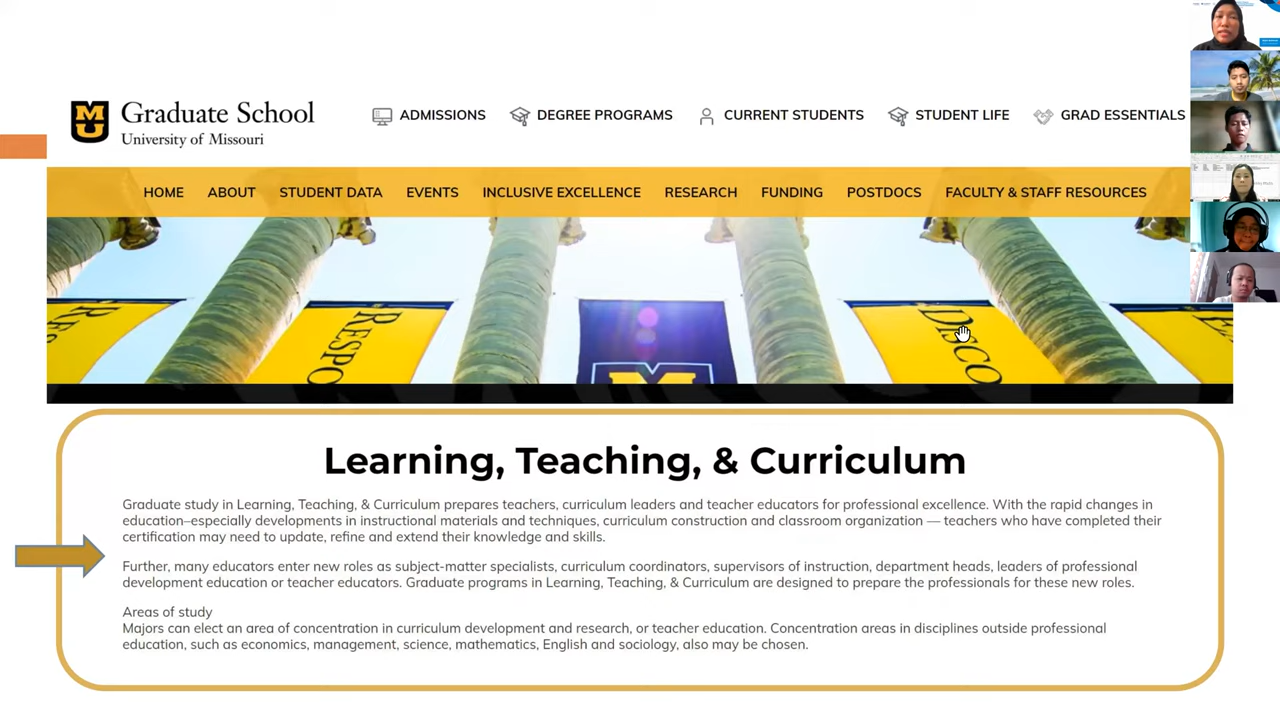 MU
Graduate School
University of Missouri
ADMISSIONS
DEGREE PROGRAMS
CURRENT STUDENTS
STUDENT LIFE
GRAD ESSENTIALS
HOME
ABOUT
STUDENT DATA
EVENTS
INCLUSIVE EXCELLENCE
RESEARCH
FUNDING
POSTDOCS
FACULTY & STAFF RESOURCES
RESP
RESPO
DISCO
Learning, Teaching, & Curriculum
Graduate study in Learning, Teaching, & Curriculum prepares teachers, curriculum leaders and teacher educators for professional excellence. With the rapid changes in
education–especially developments in instructional materials and techniques, curriculum construction and classroom organization — teachers who have completed their
certification may need to update, refine and extend their knowledge and skills.
Further, many educators enter new roles as subject-matter specialists, curriculum coordinators, supervisors of instruction, department heads, leaders of professional
development education or teacher educators. Graduate programs in Learning, Teaching, & Curriculum are designed to prepare the professionals for these new roles.
Areas of study
Majors can elect an area of concentration in curriculum development and research, or teacher education. Concentration areas in disciplines outside professional
education, such as economics, management, science, mathematics, English and sociology, also may be chosen.